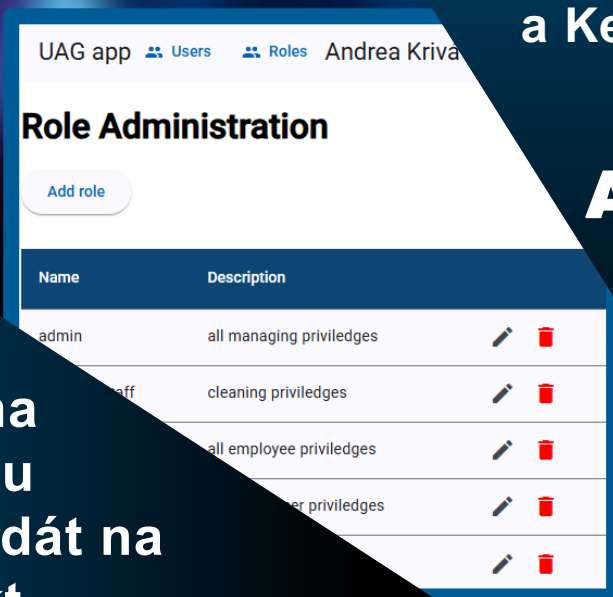 a Ke
UAG app Users Roles Andrea Kriva
Role Administration
Add role
A
Name Description
admin all managing priviledges
aff cleaning priviledges
na
all employee priviledges
u
er priviledges
dát na